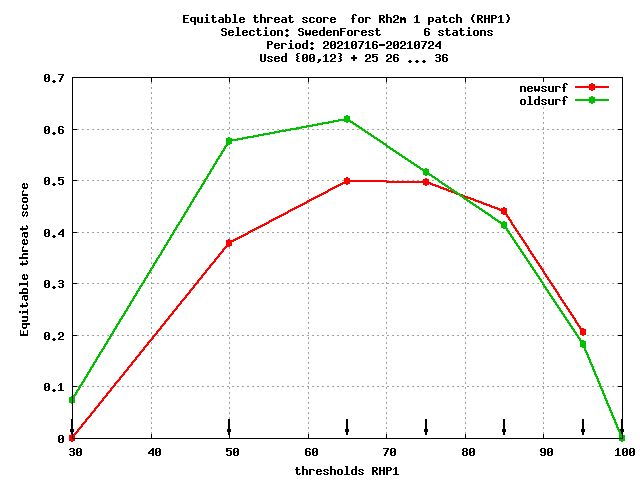 Equitable threat score  for Rh2m 1 patch (RHP1)
Selection: SwedenForest      6 stations
Period: 20210716-20210724
Used {00,12} + 25 26 ... 36
newsurf
oldsurf
Equitable threat score
0.7
0.6
0.5
0.4
0.3
0.2
0.1
0
30 40 50 60 70 80 90 100
thresholds RHP1